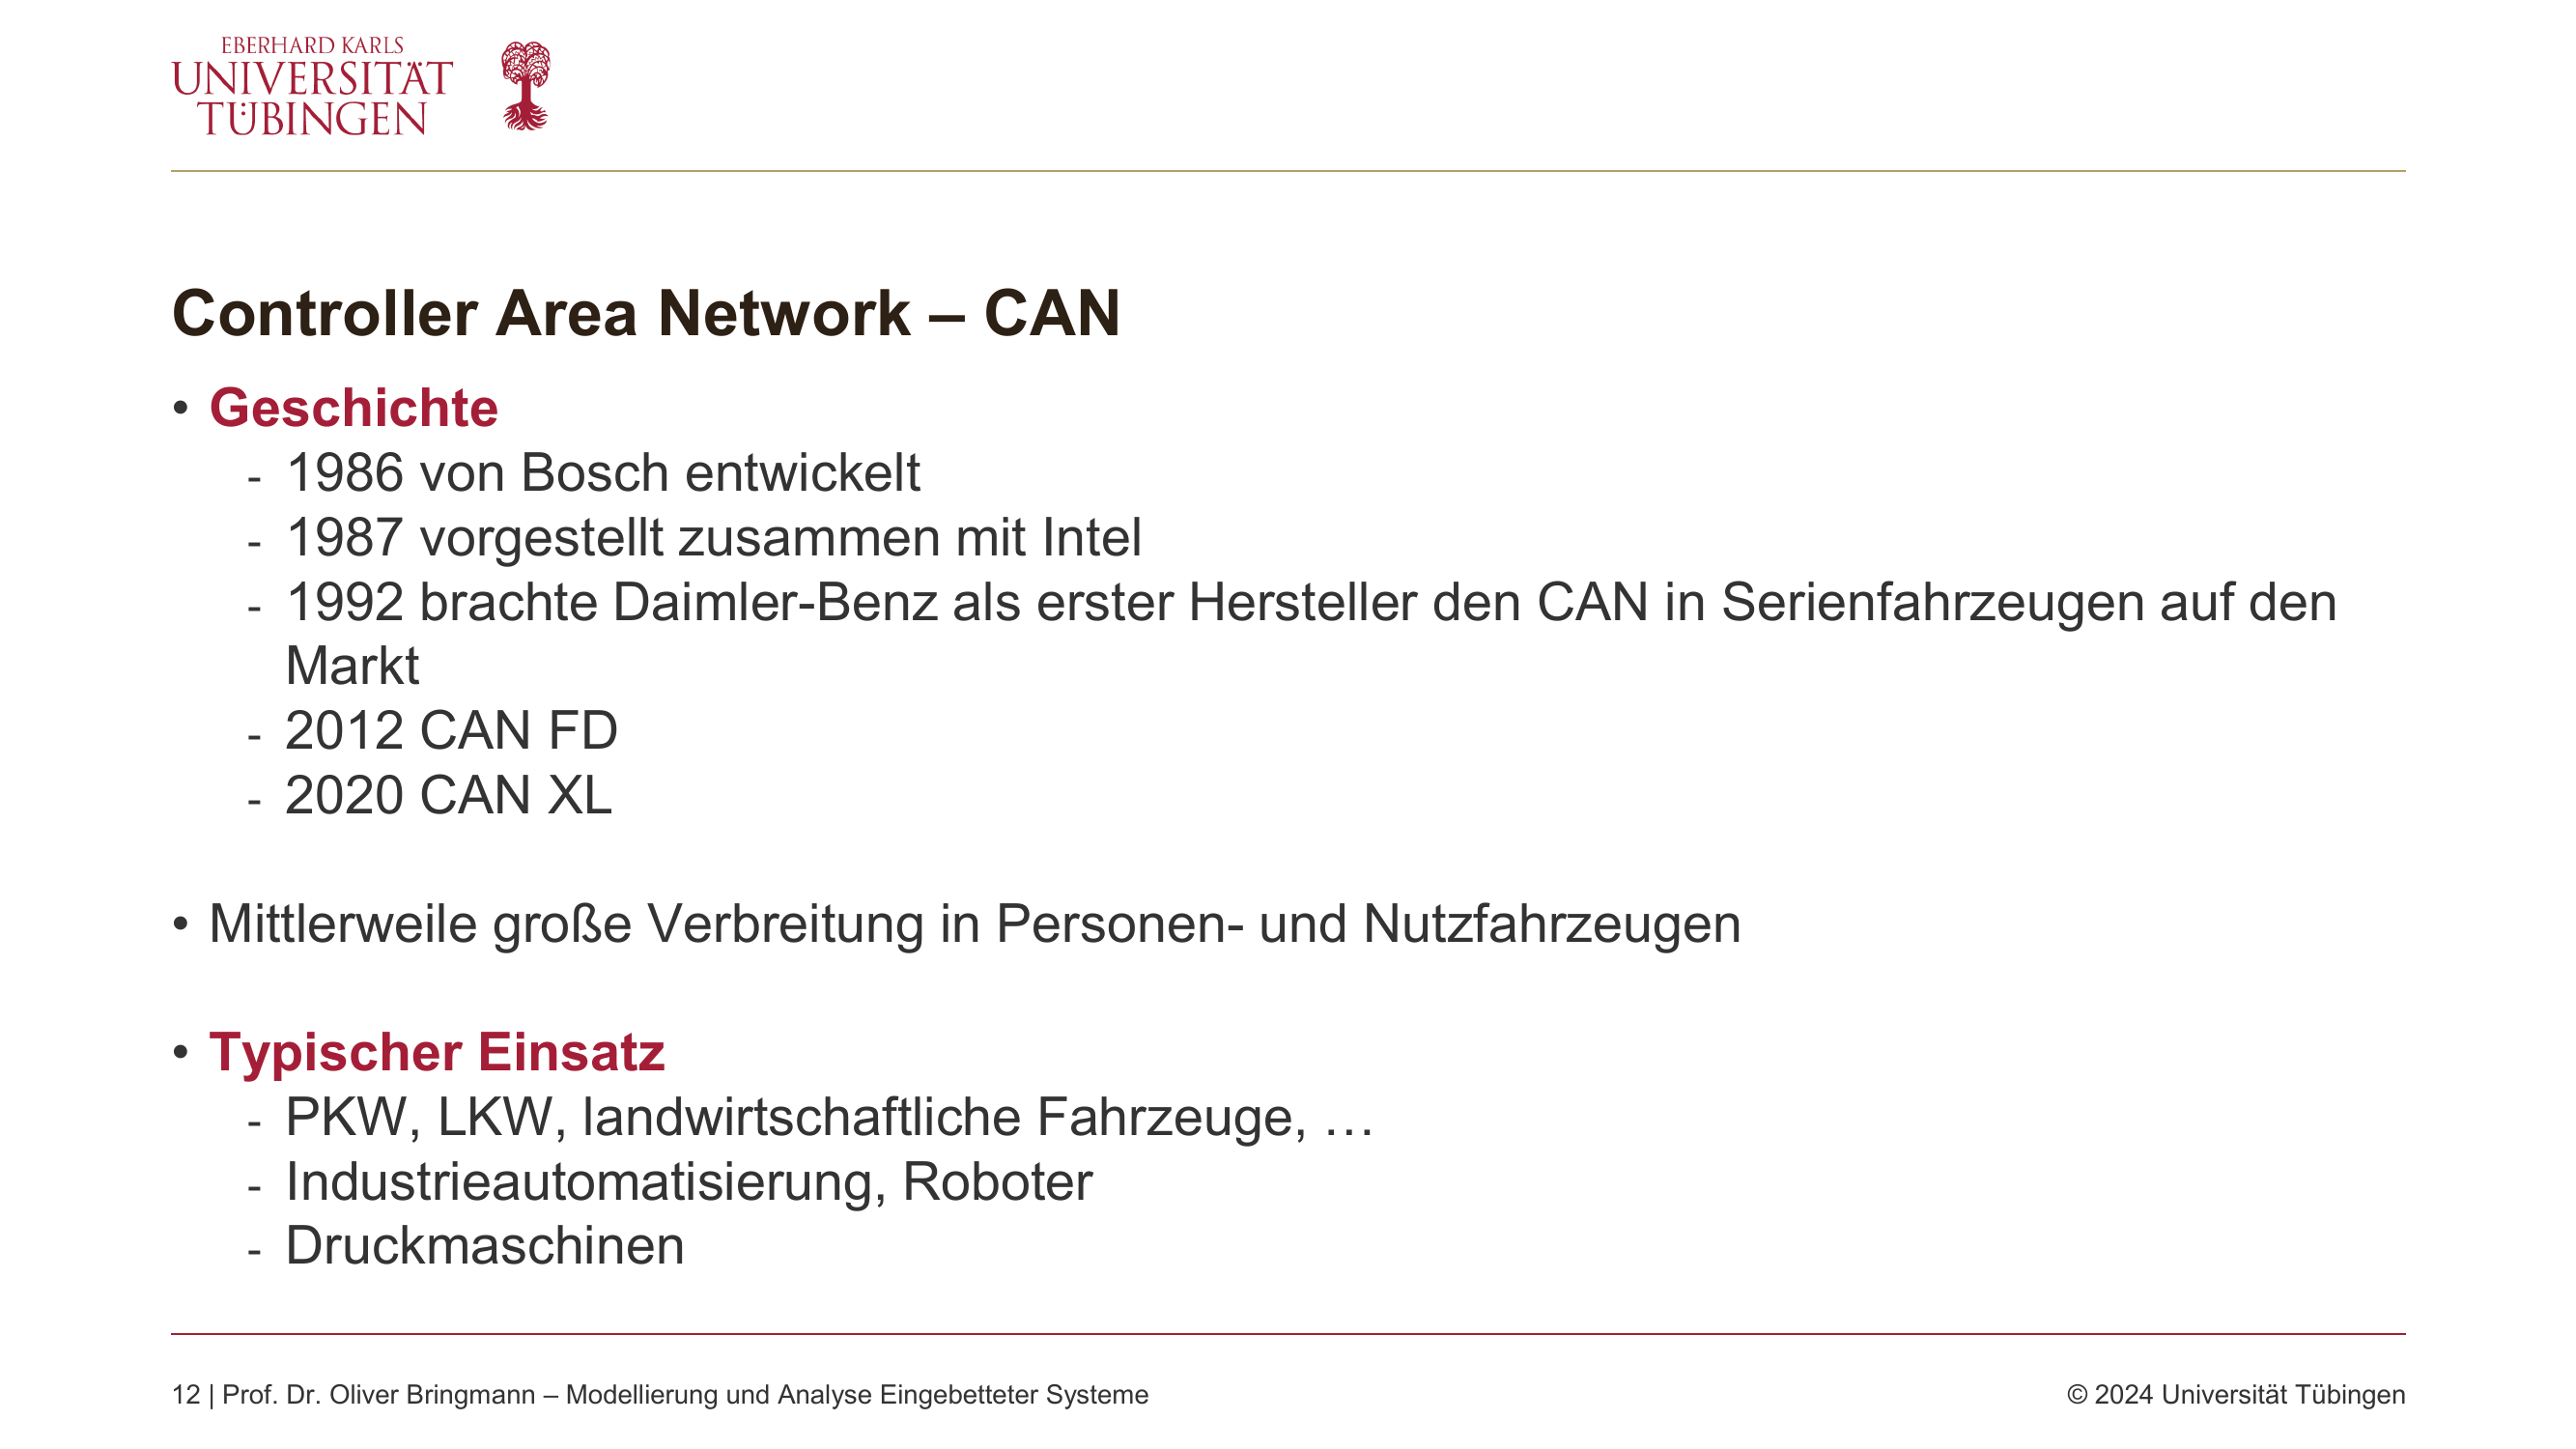 EBERHARD KARLS
UNIVERSITÄT
TÜBINGEN
Controller Area Network – CAN
• Geschichte
- 1986 von Bosch entwickelt
- 1987 vorgestellt zusammen mit Intel
- 1992 brachte Daimler-Benz als erster Hersteller den CAN in Serienfahrzeugen auf den
Markt
- 2012 CAN FD
- 2020 CAN XL
• Mittlerweile große Verbreitung in Personen- und Nutzfahrzeugen
• Typischer Einsatz
- PKW, LKW, landwirtschaftliche Fahrzeuge, …
- Industrieautomatisierung, Roboter
- Druckmaschinen
12 | Prof. Dr. Oliver Bringmann – Modellierung und Analyse Eingebetteter Systeme
© 2024 Universität Tübingen